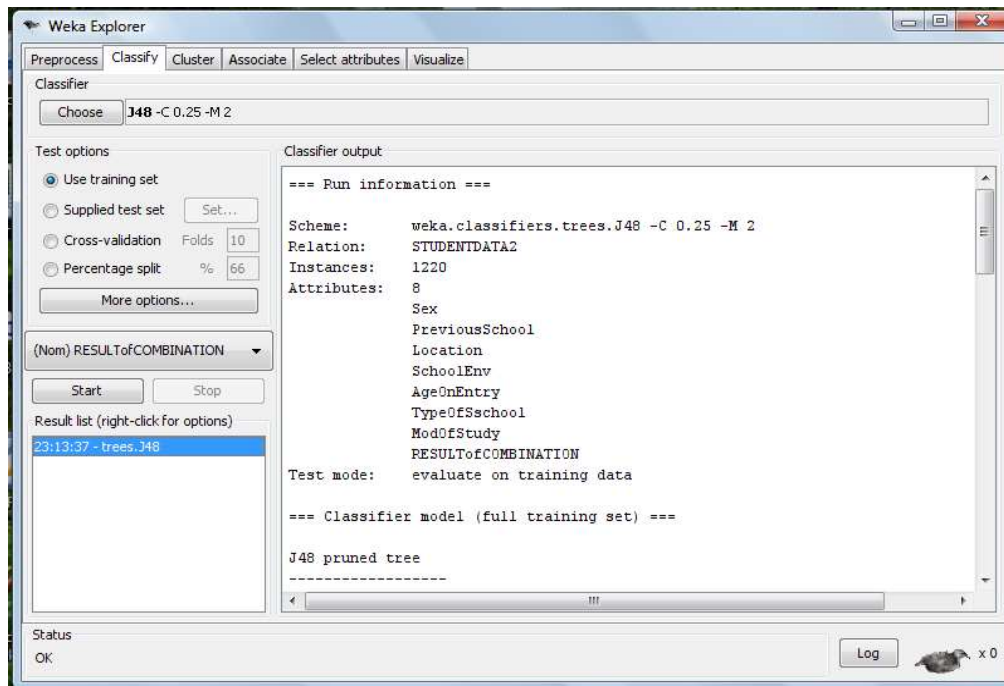 Weka Explorer
Preprocess Classify Cluster Associate Select attributes Visualize
Classifier
Choose J48 -C 0.25 -M 2
Test options
Use training set
Supplied test set Set...
Cross-validation Folds 10
Percentage split % 66
More options...
(Nom) RESULTofCOMBINATION
Start Stop
Result list (right-click for options)
23:13:37 - trees.J48
Classifier output
=== Run information ===
Scheme: weka.classifiers.trees.J48 -C 0.25 -M 2
Relation: STUDENTDATA2
Instances: 1220
Attributes: 8
Sex
PreviousSchool
Location
SchoolEnv
AgeOnEntry
TypeOfSschool
ModOfStudy
RESULTofCOMBINATION
Test mode: evaluate on training data
=== Classifier model (full training set) ===
J48 pruned tree
------------------
Status
OK
Log x 0